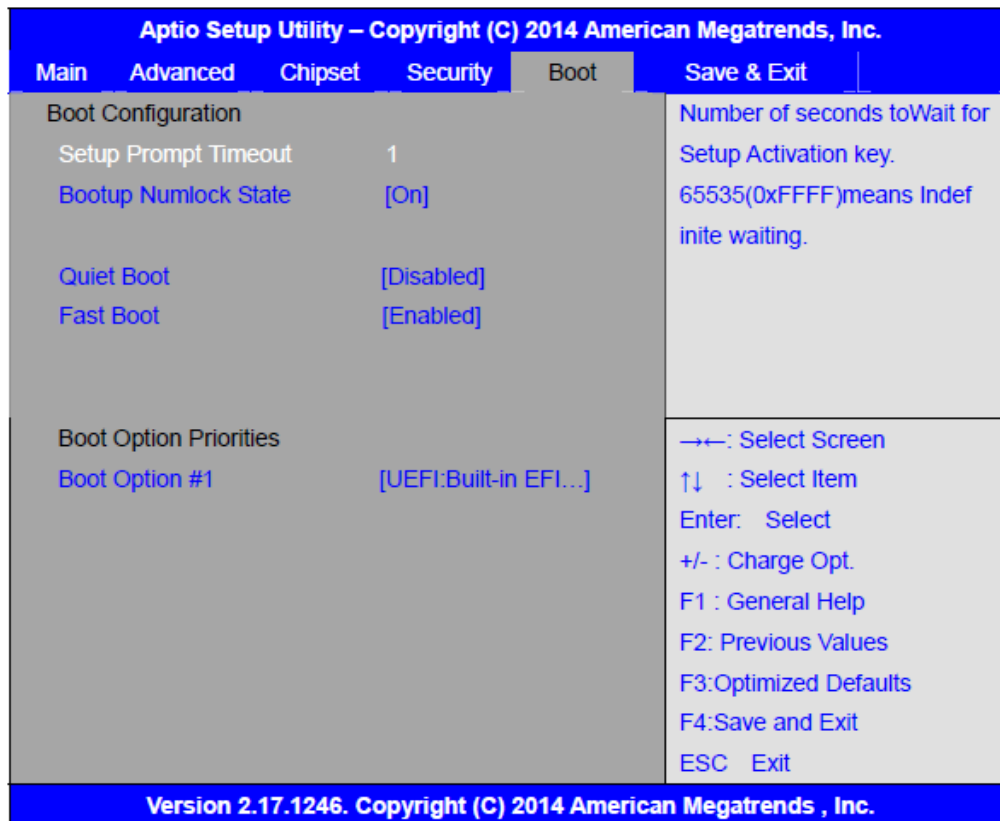 Aptio Setup Utility – Copyright (C) 2014 American Megatrends, Inc.
Main Advanced Chipset Security Boot Save & Exit
Boot Configuration
Setup Prompt Timeout 1
Bootup Numlock State [On]
Quiet Boot [Disabled]
Fast Boot [Enabled]
Boot Option Priorities
Boot Option #1 [UEFI:Built-in EFI…]
Number of seconds toWait for
Setup Activation key.
65535(0xFFFF)means Indef
inite waiting.
→←: Select Screen
↑↓ : Select Item
Enter: Select
+/- : Charge Opt.
F1 : General Help
F2: Previous Values
F3:Optimized Defaults
F4:Save and Exit
ESC Exit
Version 2.17.1246. Copyright (C) 2014 American Megatrends , Inc.